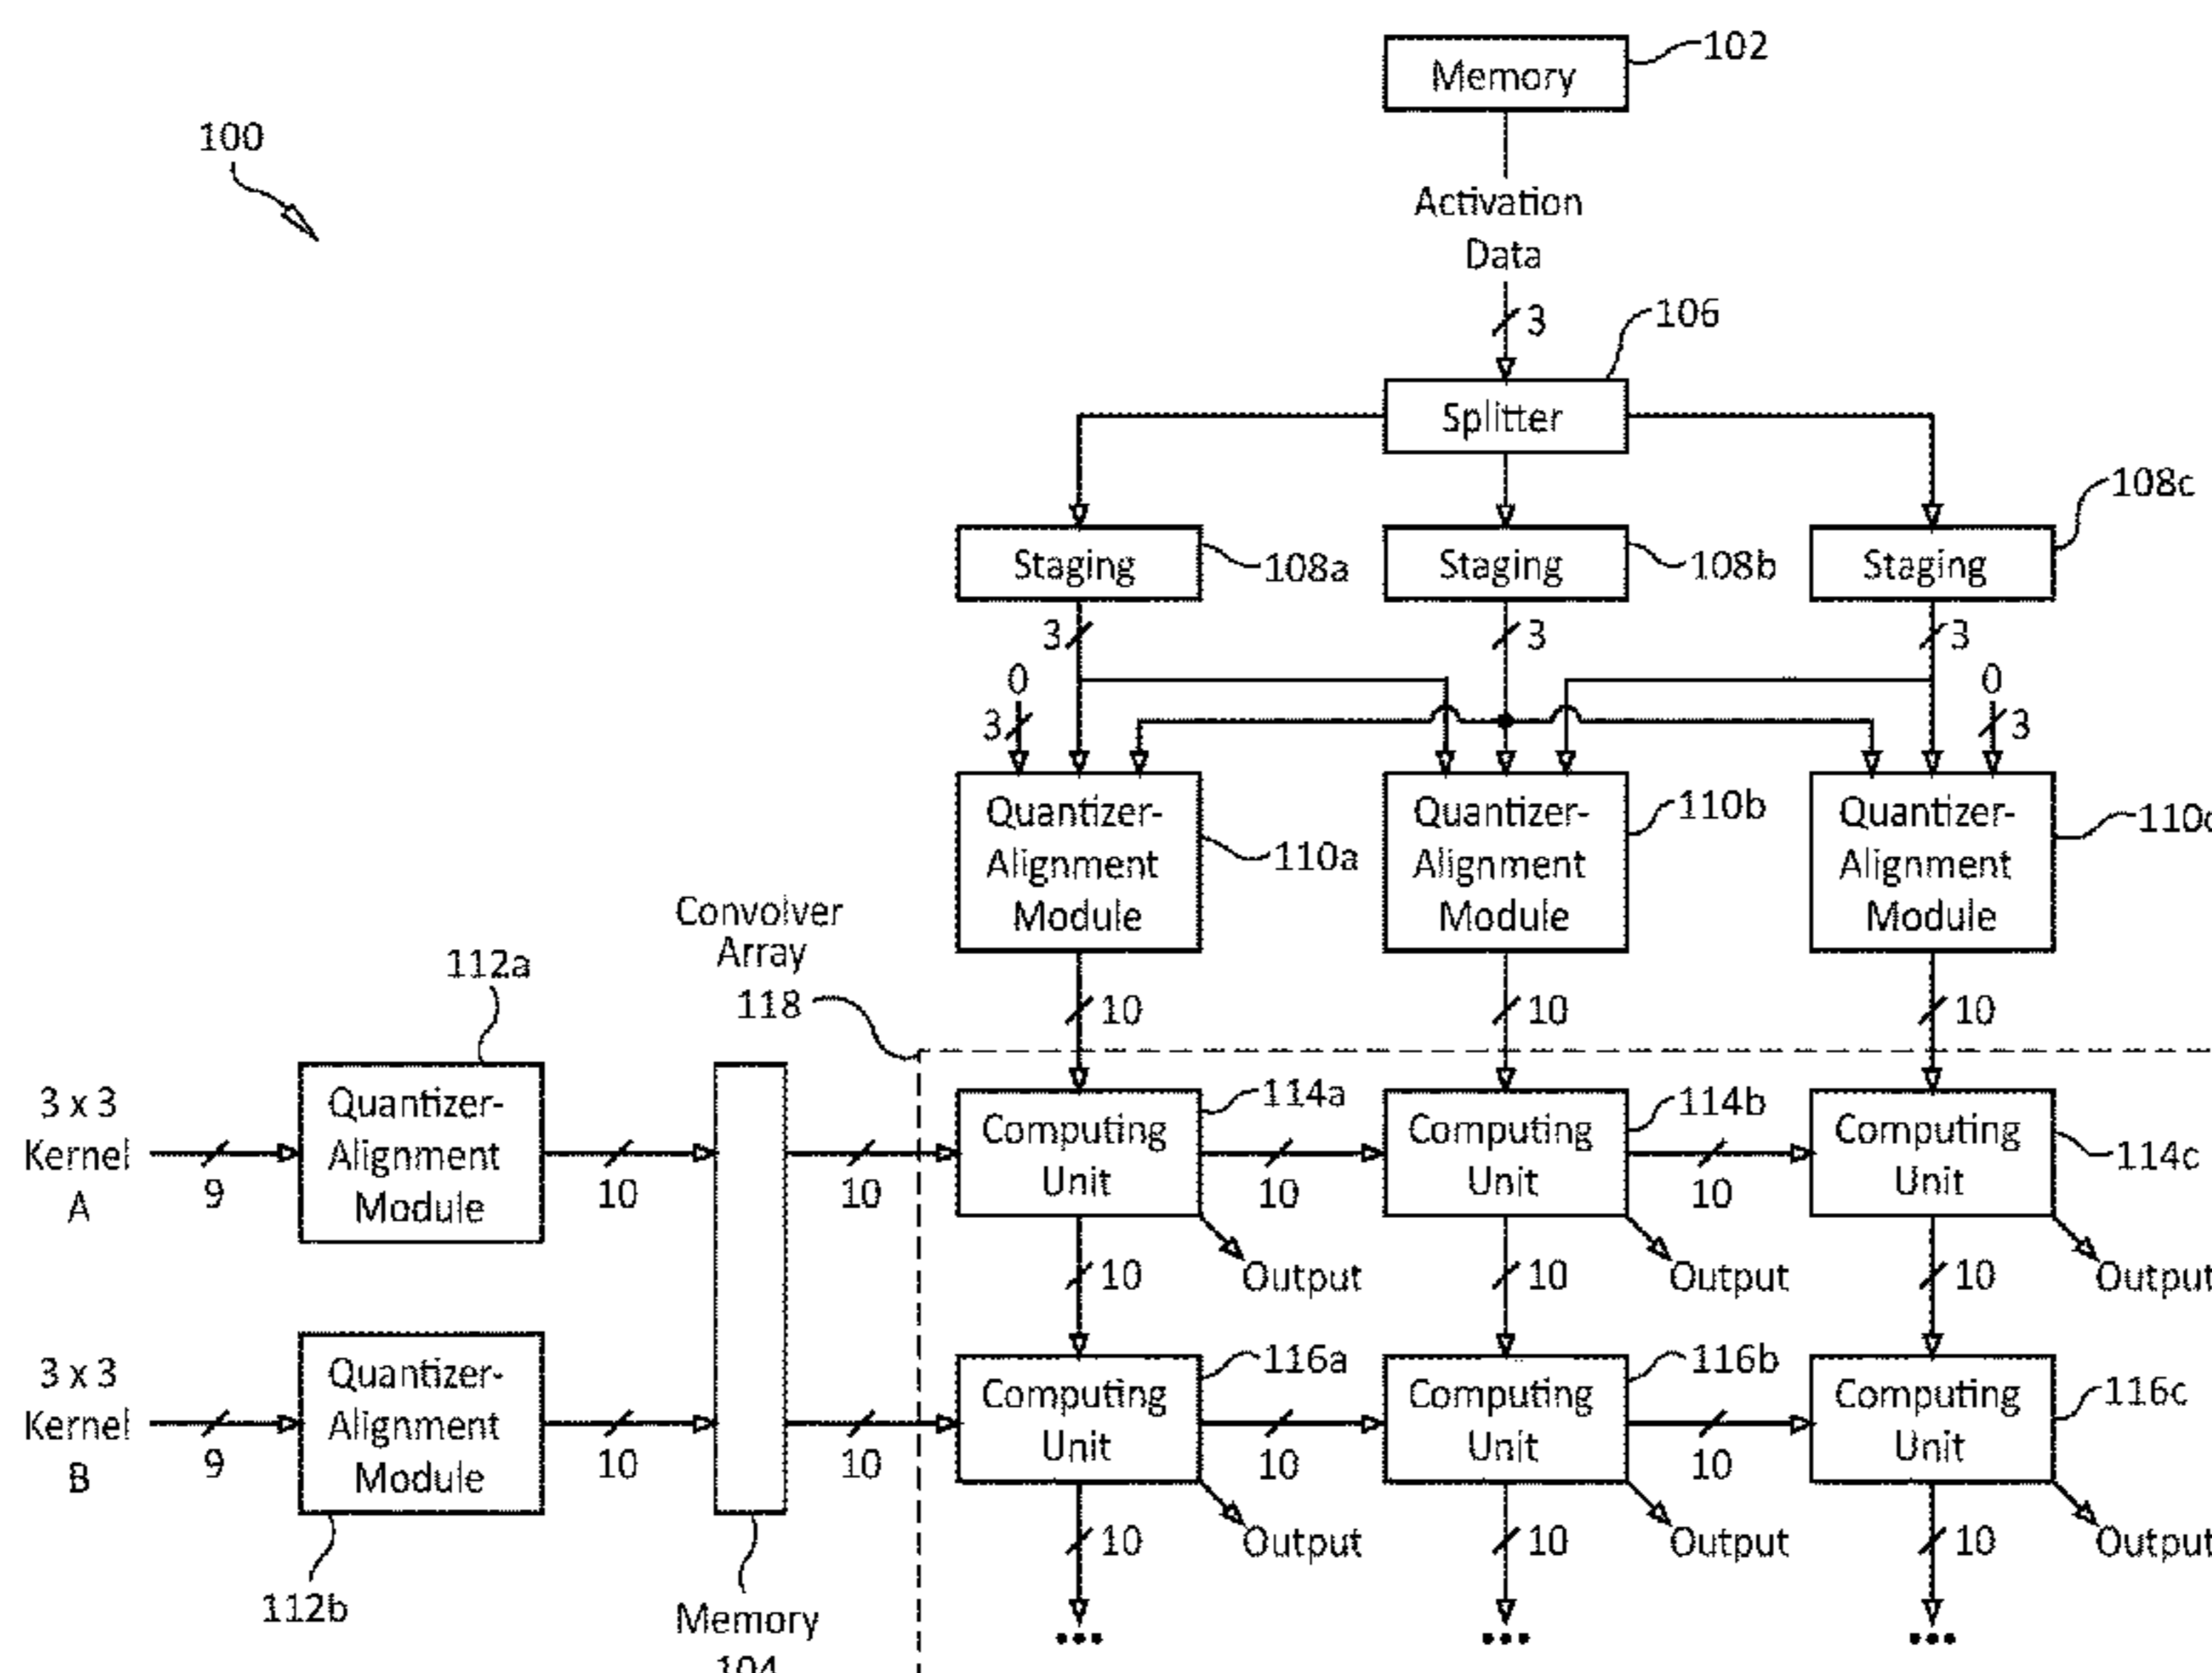 102
Memory
100
Activation
Data
3
106
Splitter
108c
Staging
108a
Staging
108b
Staging
3
3
3
0
3
0
3
Quantizer-
Alignment
Module
110a
Quantizer-
Alignment
Module
110b
Quantizer-
Alignment
Module
Convolver
Array
118
112a
10
10
10
3 x 3
Kernel
A
9
Quantizer-
Alignment
Module
10
10
Computing
Unit
114a
10
Computing
Unit
114b
10
Computing
Unit
114c
Output
Output
Output
10
10
10
3 x 3
Kernel
B
9
Quantizer-
Alignment
Module
112b
10
10
Computing
Unit
116a
10
Computing
Unit
116b
10
Computing
Unit
116c
Output
Output
Output
10
10
10
Memory
104
•••
•••
•••